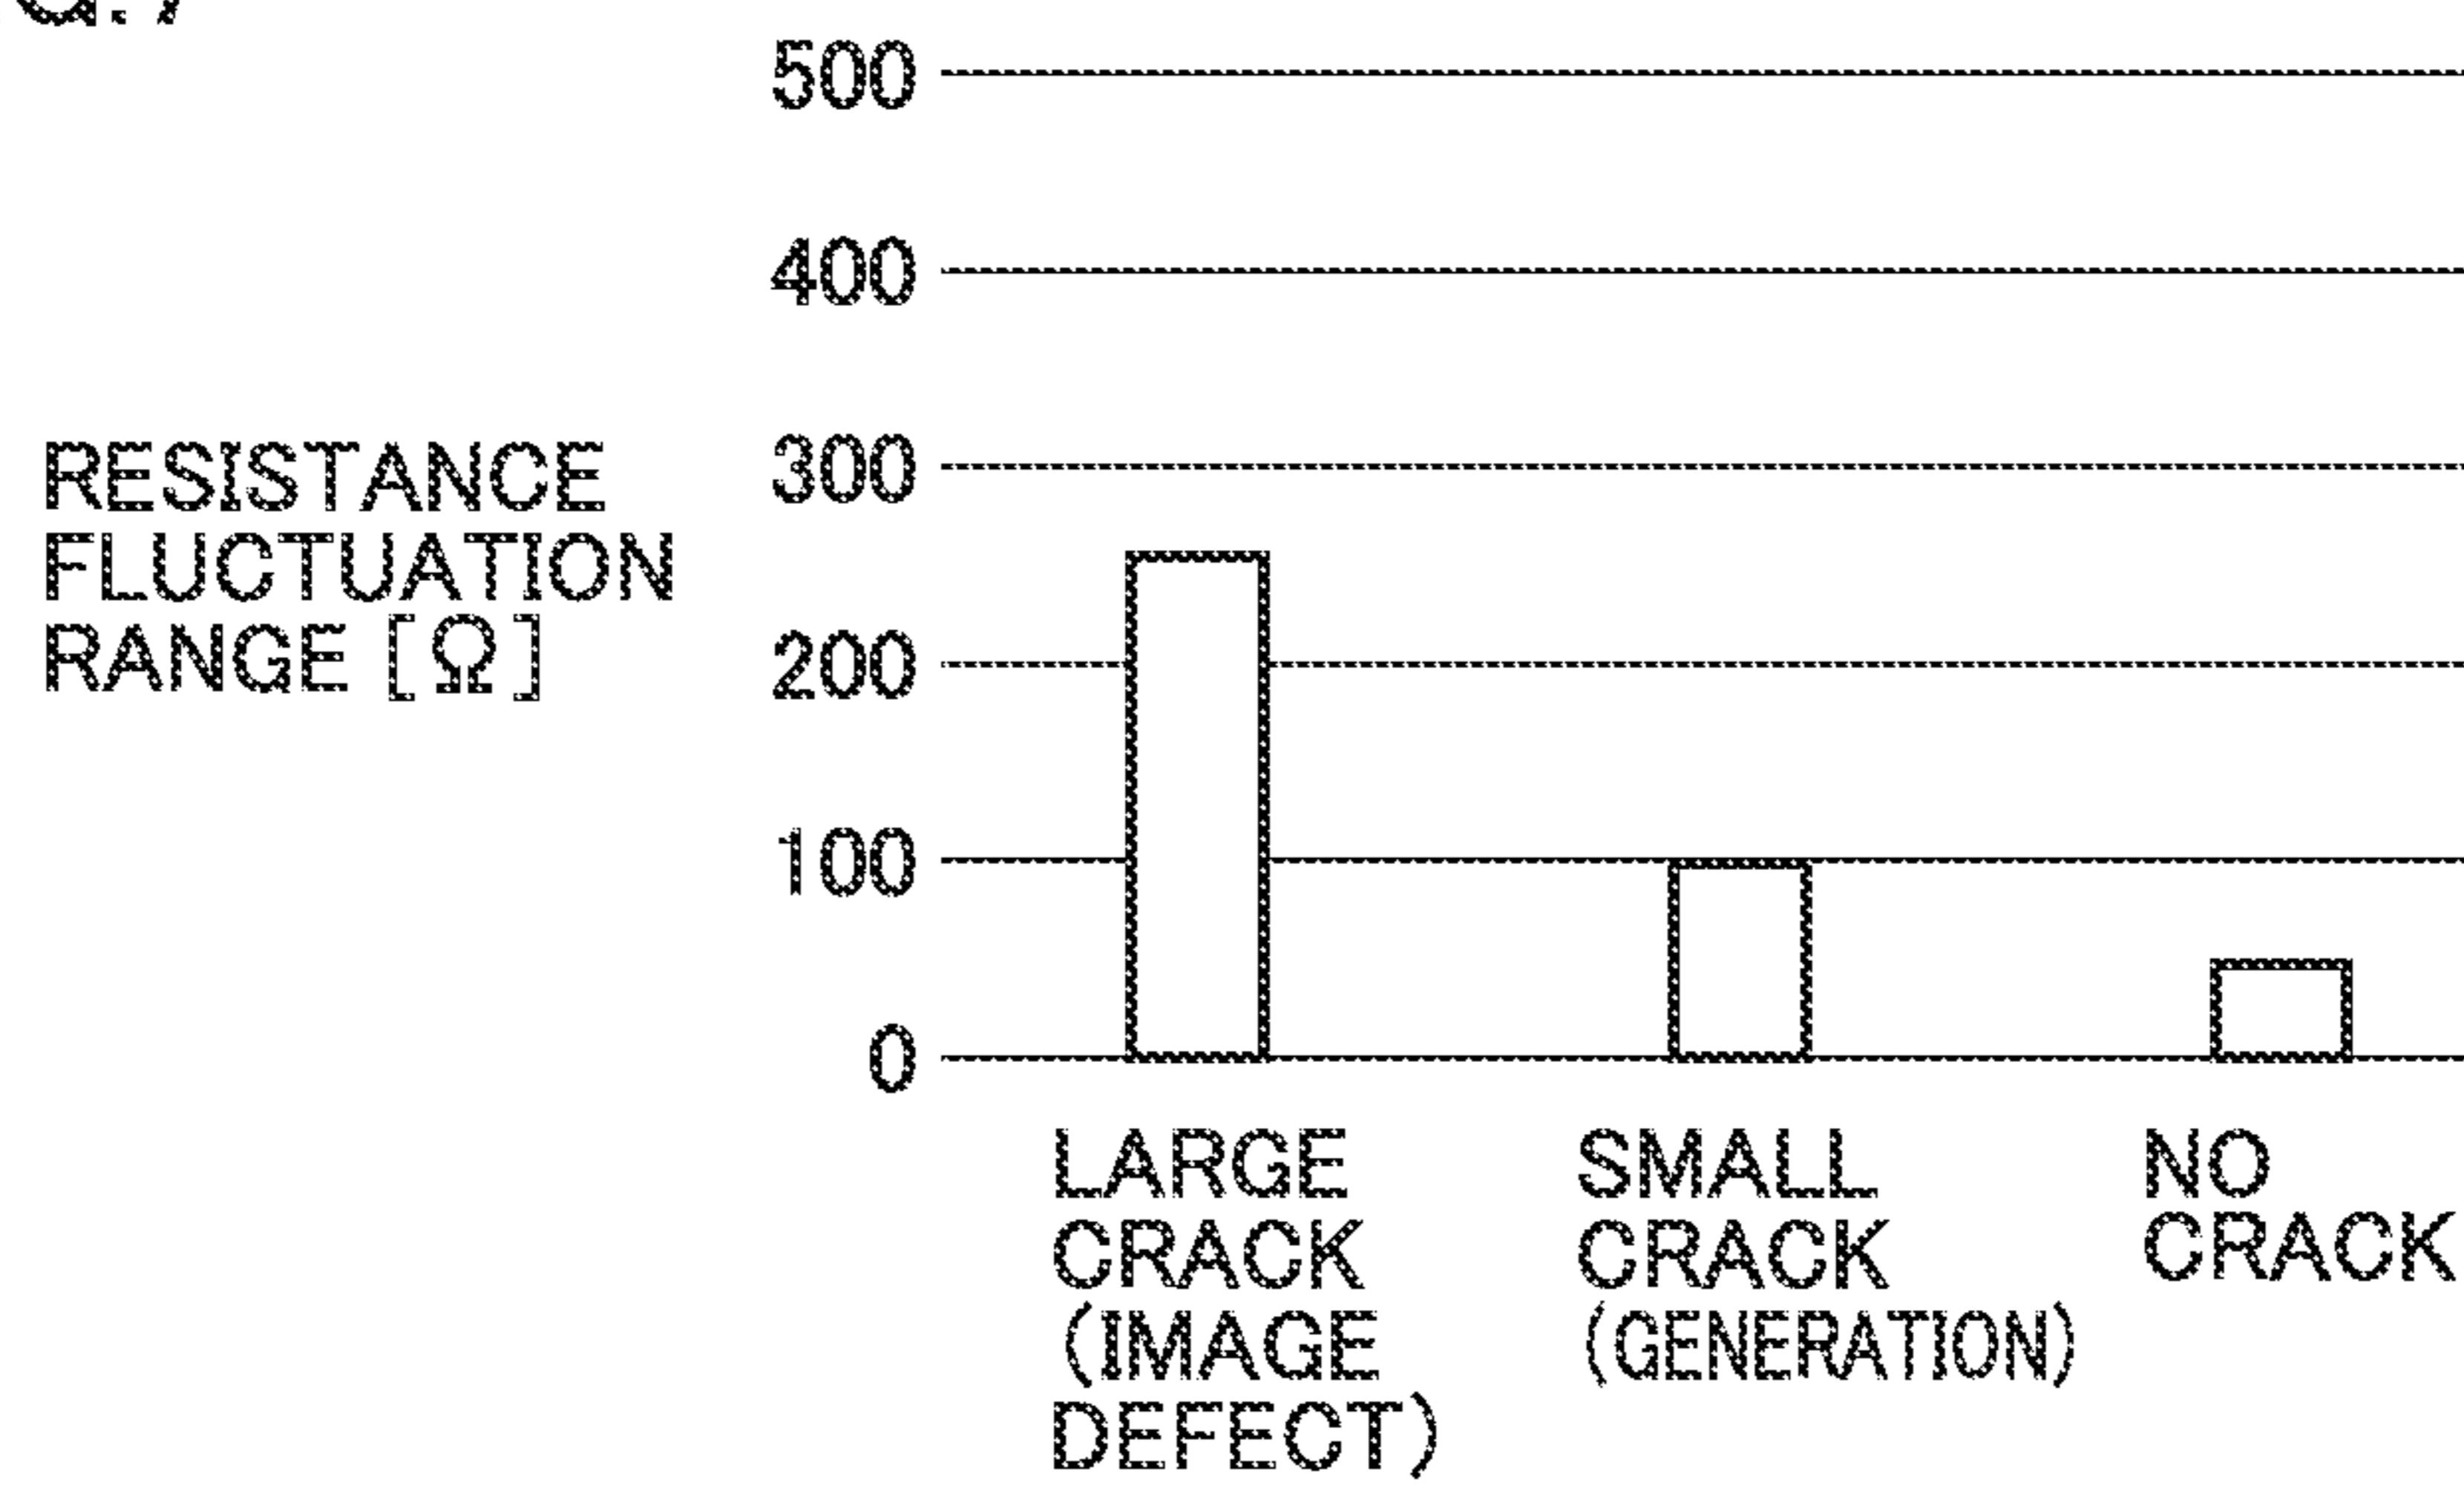 500
400
300
200
100
0
RESISTANCE
FLUCTUATION
RANGE [Ω]
LARGE
CRACK
(IMAGE
DEFECT)
SMALL
CRACK
(GENERATION)
NO
CRACK